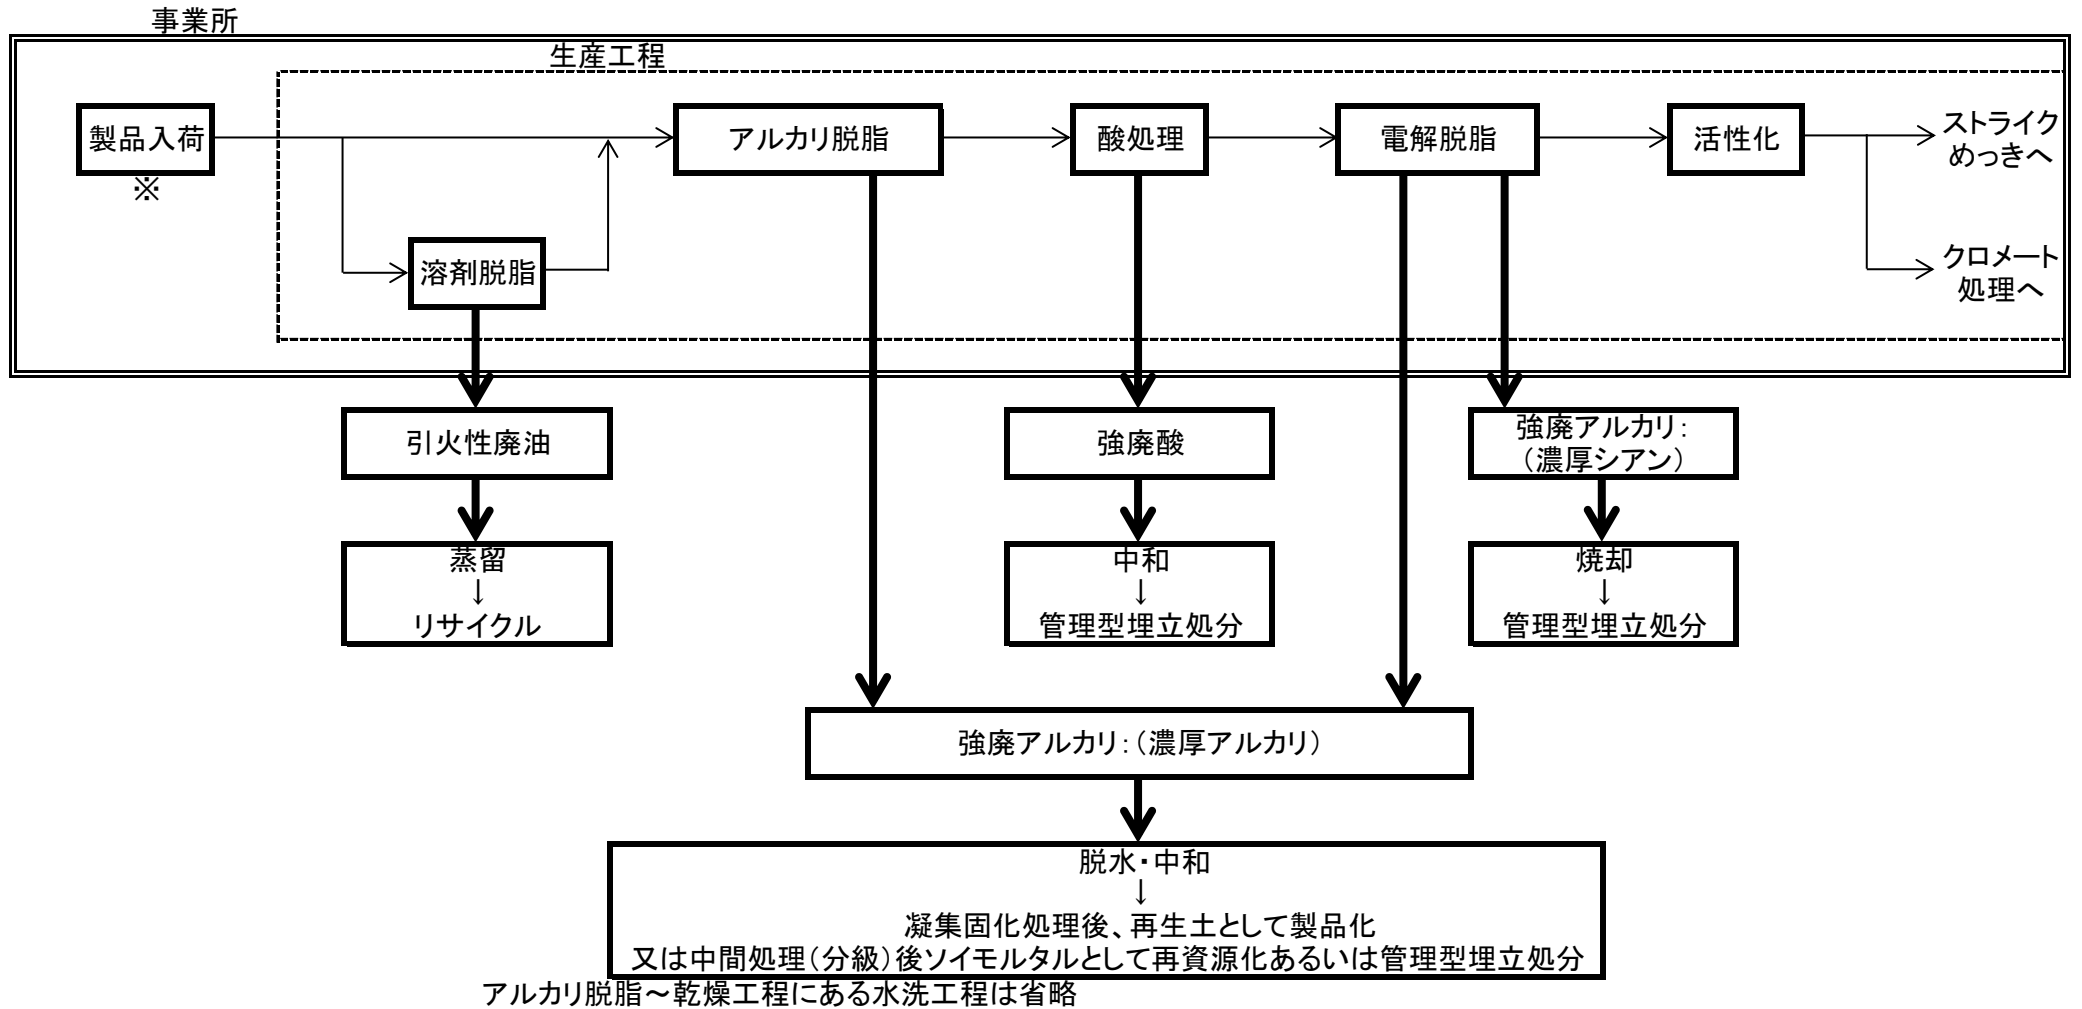 事業所
生産工程
製品入荷
※
アルカリ脱脂
酸処理
電解脱脂
活性化
ストライク
めっきへ
溶剤脱脂
クロメート
処理へ
引火性廃油
強廃酸
強廃アルカリ：
（濃厚シアン）
蒸留
↓
リサイクル
中和
↓
管理型埋立処分
焼却
↓
管理型埋立処分
強廃アルカリ：（濃厚アルカリ）
脱水・中和
↓
凝集固化処理後、再生土として製品化
又は中間処理（分級）後ソイモルタルとして再資源化あるいは管理型埋立処分
アルカリ脱脂～乾燥工程にある水洗工程は省略